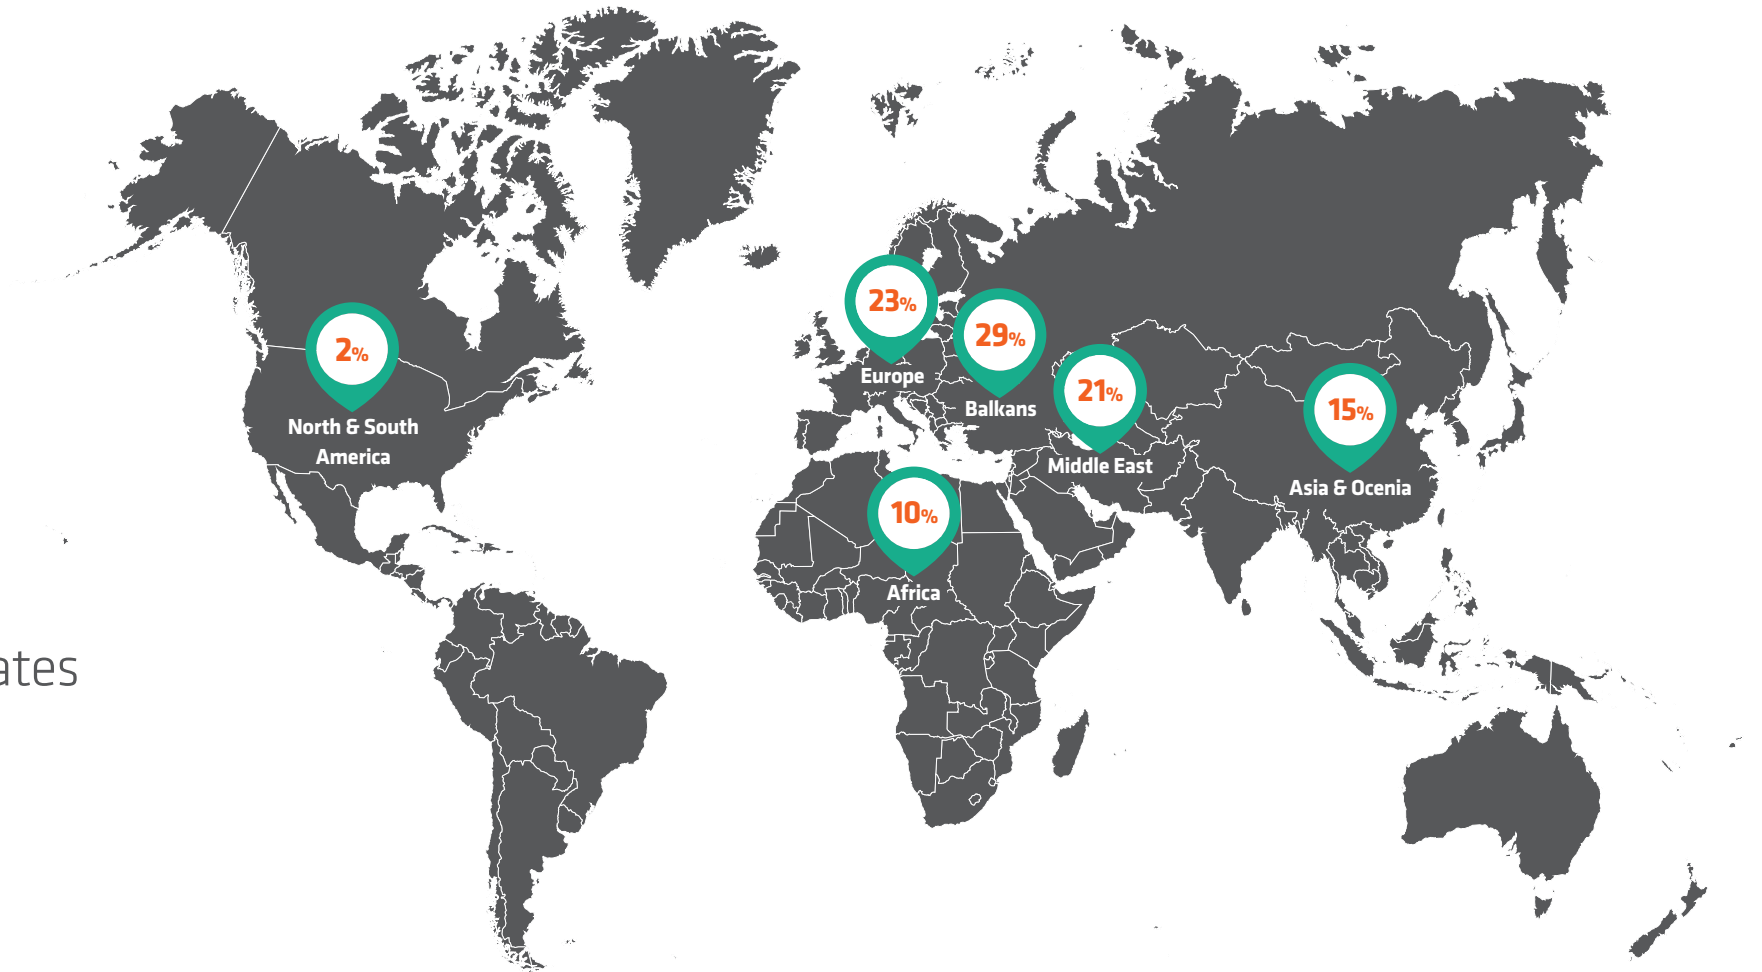 23%
Europe
29%
Balkans
2%
North & South
America
21%
Middle East
15%
Asia & Ocenia
10%
Africa
ates